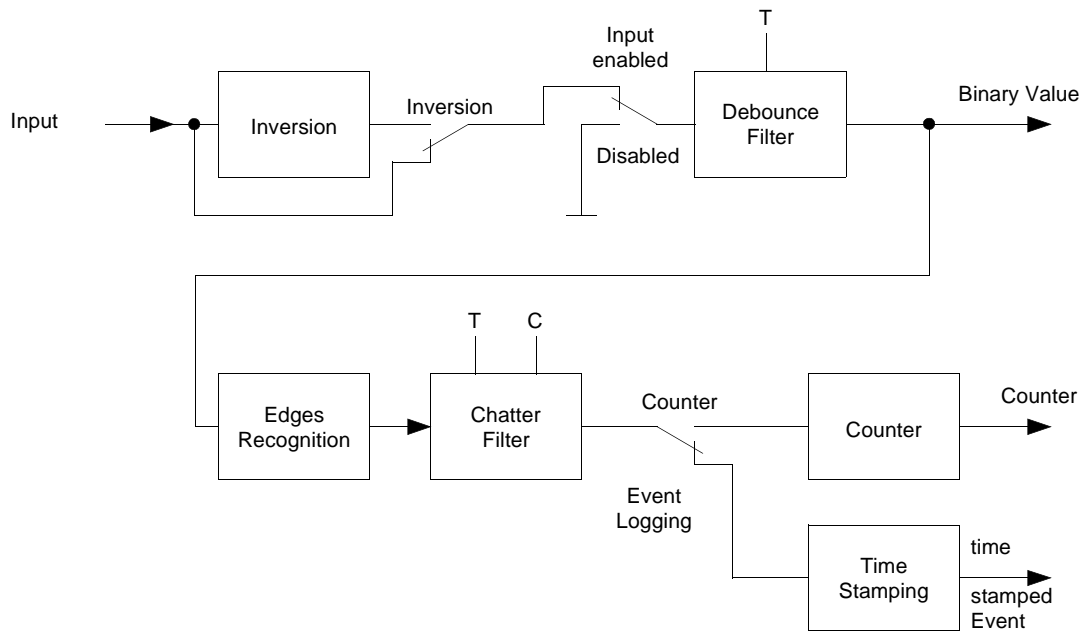 T
Input
enabled
Input
Inversion
Inversion
Disabled
Debounce
Filter
Binary Value
T
C
Edges
Recognition
Chatter
Filter
Counter
Event
Logging
Counter
Counter
Time
Stamping
time
stamped
Event